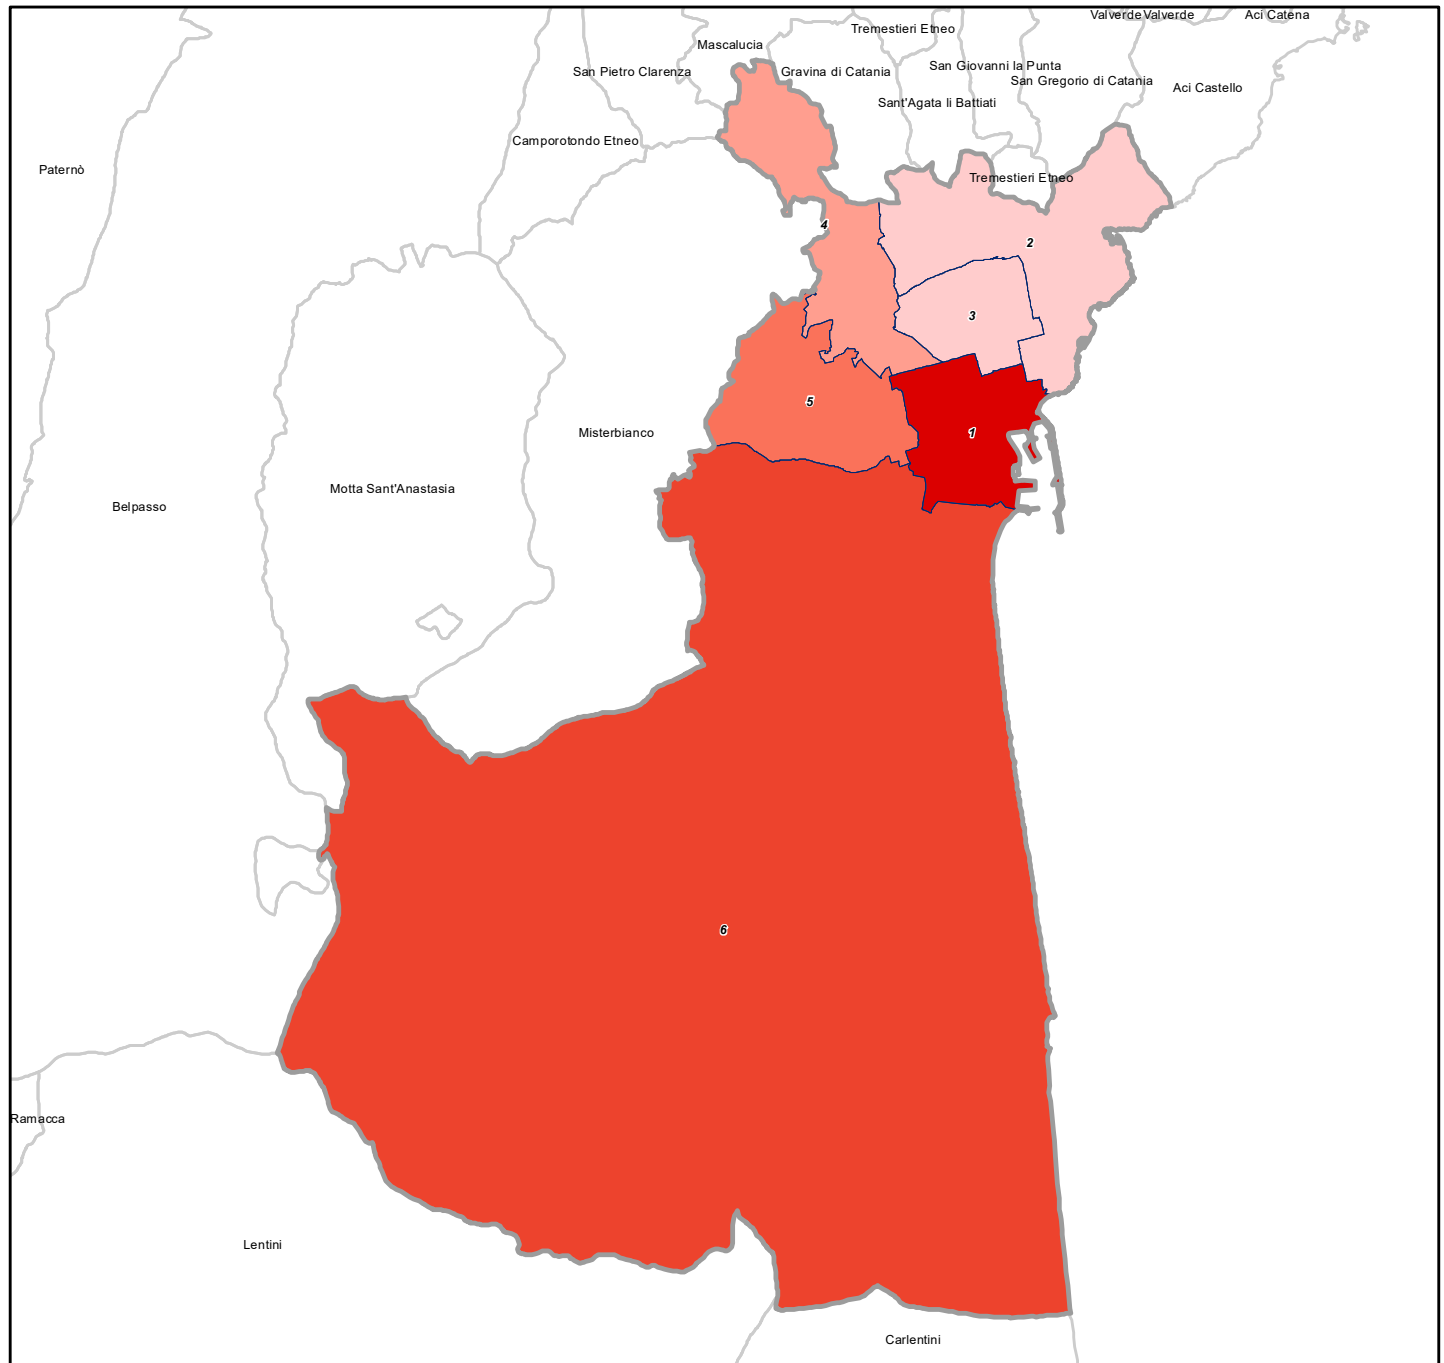 Valverde Valverde
Aci Catena
Tremestieri Etneo
Mascalucia
San Giovanni la Punta
San Pietro Clarenza
Gravina di Catania
San Gregorio di Catania
Aci Castello
Sant'Agata li Battiati
Camporotondo Etneo
Paternò
Tremestieri Etneo
4
2
3
5
Misterbianco
1
Motta Sant'Anastasia
Belpasso
6
Ramacca
Lentini
Carlentini